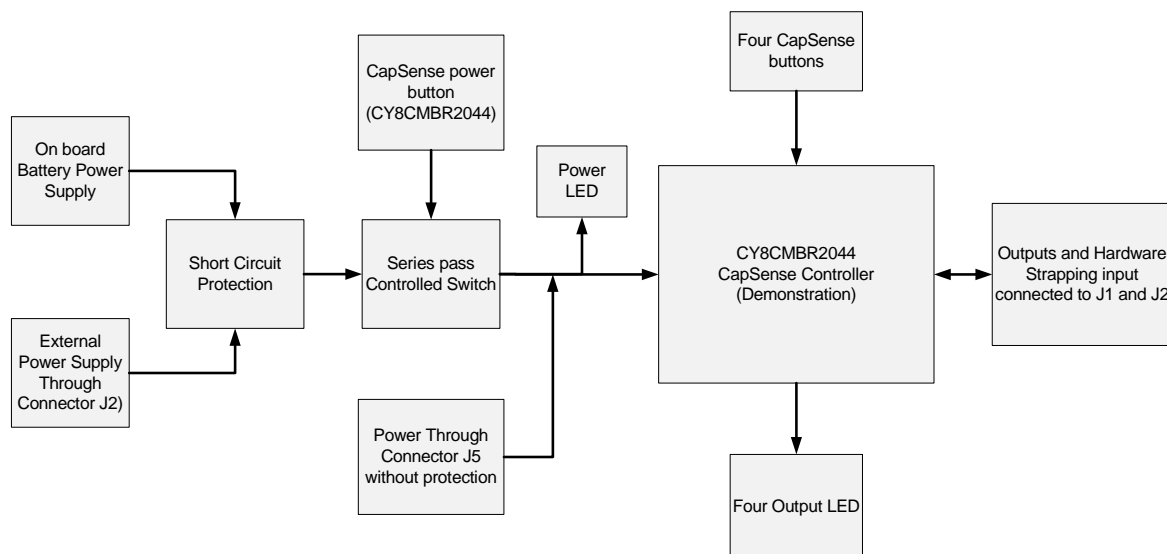 Four CapSense
buttons
CapSense power
button
(CY8CMBR2044)
On board
Battery Power
Supply
Power
LED
Short Circuit
Protection
Series pass
Controlled Switch
CY8CMBR2044
CapSense Controller
(Demonstration)
Outputs and Hardware
Strapping input
connected to J1 and J2
External
Power Supply
Through
Connector J2)
Power Through
Connector J5
without protection
Four Output LED